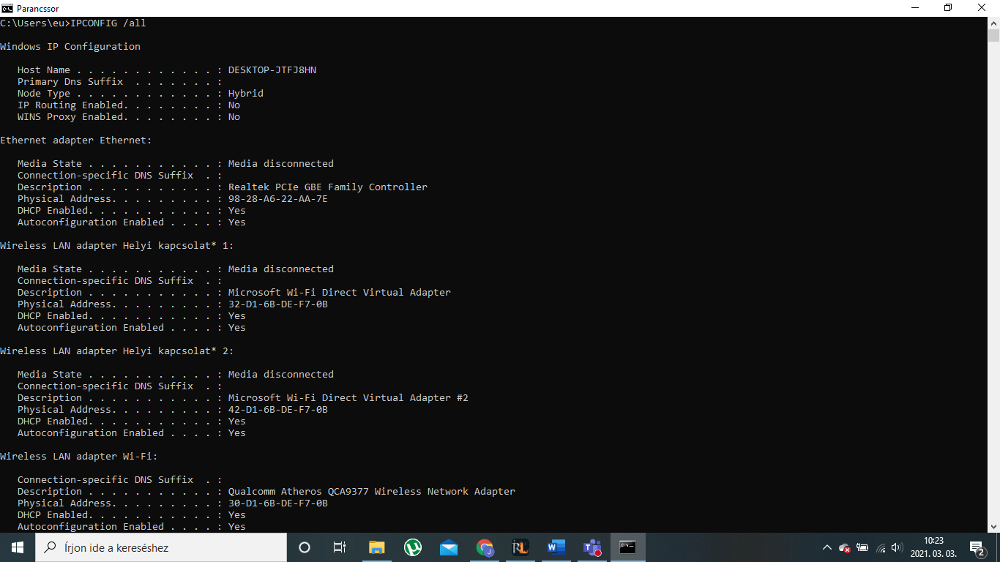 Parancssor
C:\Users\eu>IPCONFIG /all
Windows IP Configuration
Host Name . . . . . . . . . . . . : DESKTOP-JTFJ8HN
Primary Dns Suffix  . . . . . . . :
Node Type . . . . . . . . . . . . : Hybrid
IP Routing Enabled. . . . . . . . : No
WINS Proxy Enabled. . . . . . . . : No
Ethernet adapter Ethernet:
Media State . . . . . . . . . . . : Media disconnected
Connection-specific DNS Suffix  . :
Description . . . . . . . . . . . : Realtek PCIe GBE Family Controller
Physical Address. . . . . . . . . : 98-28-A6-22-AA-7E
DHCP Enabled. . . . . . . . . . . : Yes
Autoconfiguration Enabled . . . . : Yes
Wireless LAN adapter Helyi kapcsolat* 1:
Media State . . . . . . . . . . . : Media disconnected
Connection-specific DNS Suffix  . :
Description . . . . . . . . . . . : Microsoft Wi-Fi Direct Virtual Adapter
Physical Address. . . . . . . . . : 32-D1-6B-DE-F7-0B
DHCP Enabled. . . . . . . . . . . : Yes
Autoconfiguration Enabled . . . . : Yes
Wireless LAN adapter Helyi kapcsolat* 2:
Media State . . . . . . . . . . . : Media disconnected
Connection-specific DNS Suffix  . :
Description . . . . . . . . . . . : Microsoft Wi-Fi Direct Virtual Adapter #2
Physical Address. . . . . . . . . : 42-D1-6B-DE-F7-0B
DHCP Enabled. . . . . . . . . . . : Yes
Autoconfiguration Enabled . . . . : Yes
Wireless LAN adapter Wi-Fi:
Connection-specific DNS Suffix  . :
Description . . . . . . . . . . . : Qualcomm Atheros QCA9377 Wireless Network Adapter
Physical Address. . . . . . . . . : 30-D1-6B-DE-F7-0B
DHCP Enabled. . . . . . . . . . . : Yes
Autoconfiguration Enabled . . . . : Yes
Írjon ide a kereséshez
10:23
2021. 03. 03.
2